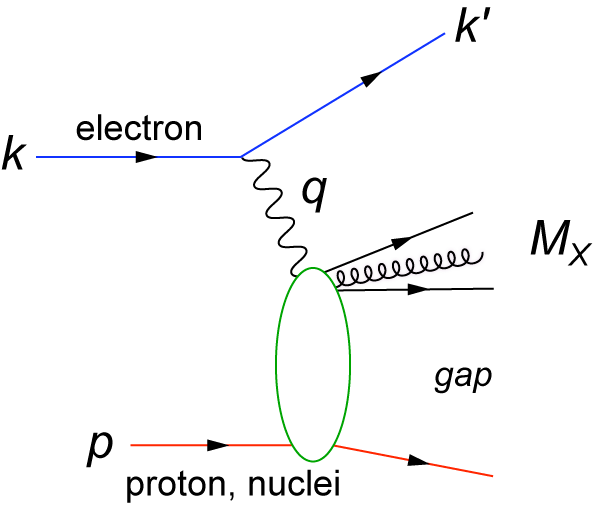 k'
electron
k
q
M_X
gap
p
proton, nuclei